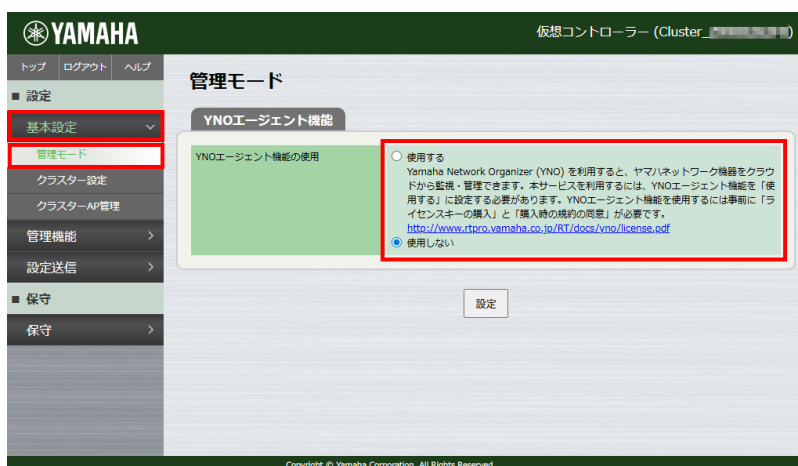 YAMAHA
仮想コントローラー (Cluster_
)
トップ ログアウト ヘルプ
■ 設定
基本設定
管理モード
クラスター設定
クラスターAP管理
管理機能
設定送信
■ 保守
保守
管理モード
YNOエージェント機能
YNOエージェント機能の使用
使用する
Yamaha Network Organizer (YNO) を利用すると、ヤマハネットワーク機器をクラウ
ドから監視・管理できます。本サービスを利用するには、YNOエージェント機能を「使
用する」に設定する必要があります。YNOエージェント機能を使用するには事前に「ラ
イセンスキーの購入」と「購入時の規約の同意」が必要です。
http://www.rtpro.yamaha.co.jp/RT/docs/yno/license.pdf
使用しない
設定
Copyright © Yamaha Corporation. All Rights Reserved.